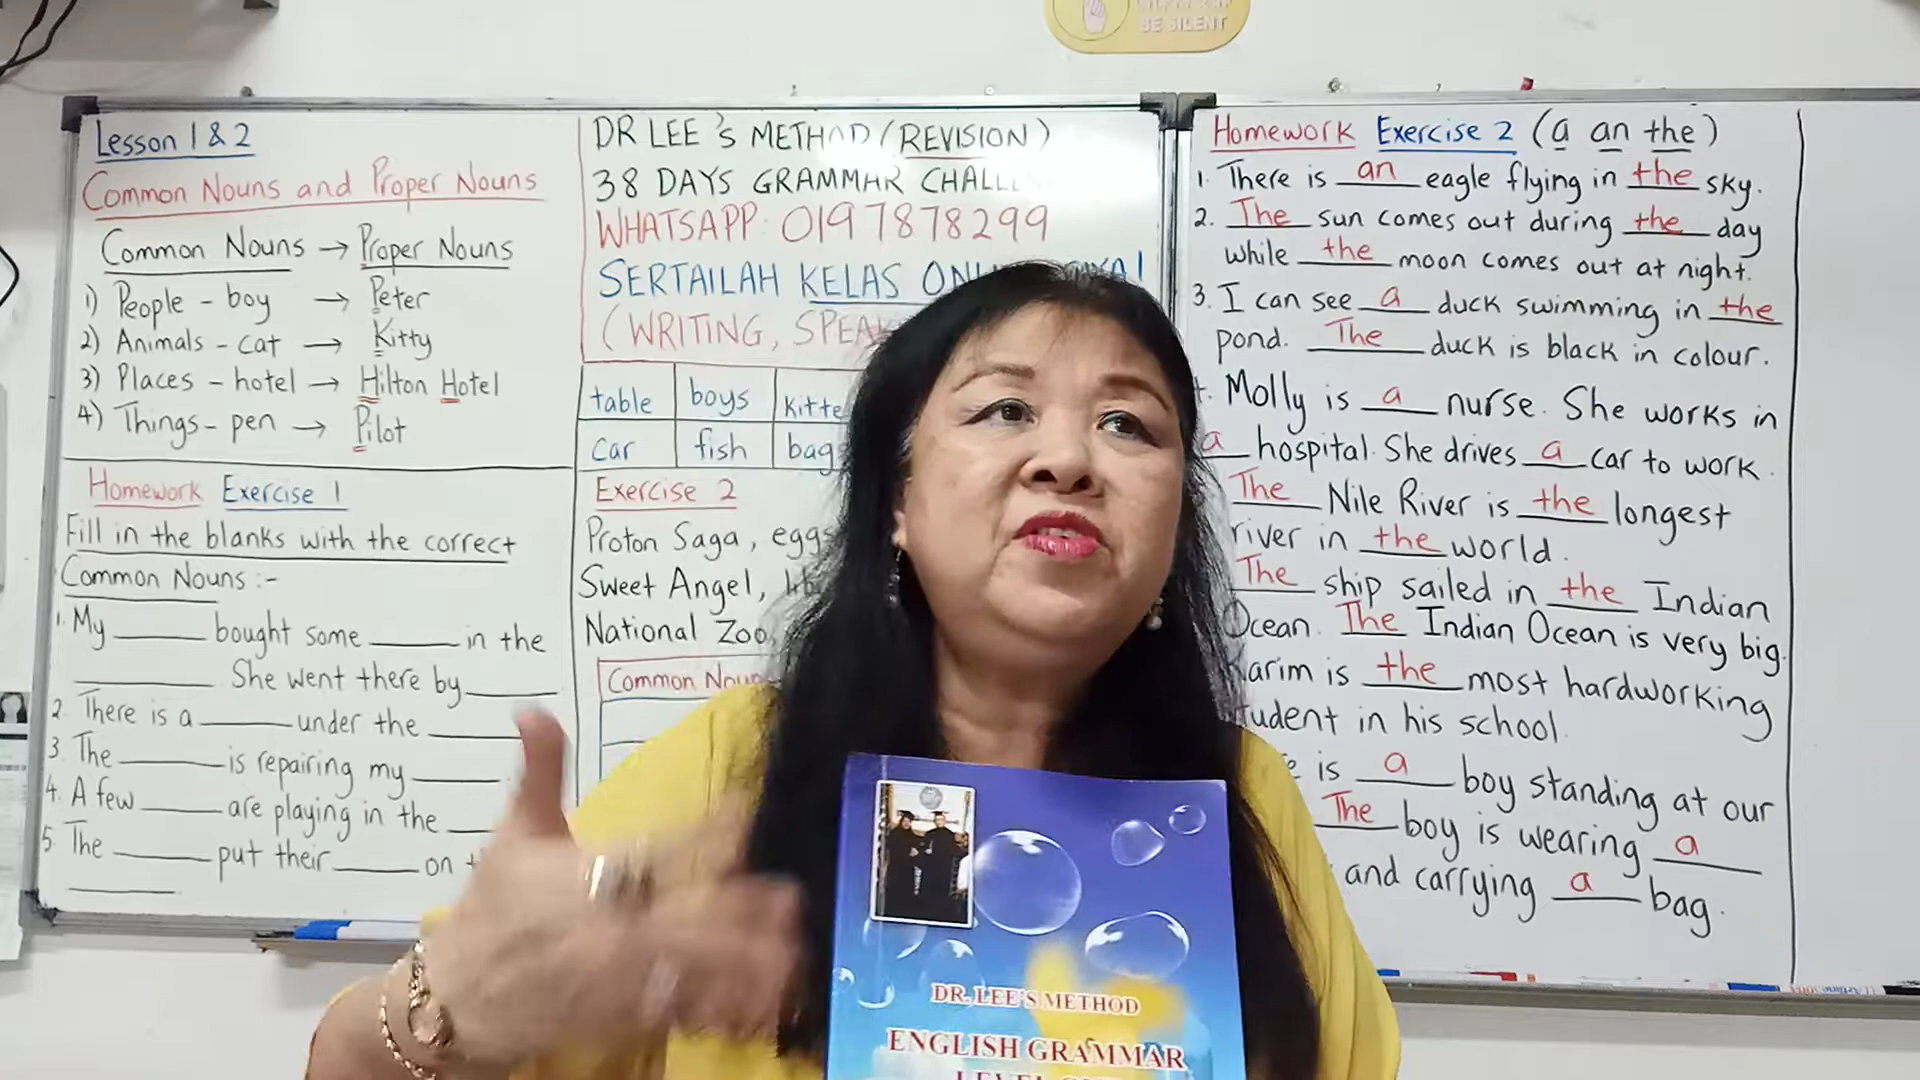 BE SILENT
Lesson 1 & 2
Common Nouns and Proper Nouns
Common Nouns → Proper Nouns
1) People - boy → Peter
2) Animals - cat → Kitty
3) Places - hotel → Hilton Hotel
4) Things - pen → Pilot
Homework Exercise 1
Fill in the blanks with the correct
Common Nouns :-
1. My ______ bought some ______ in the
______. She went there by ______
2. There is a ______ under the ______
3. The ______ is repairing my ______
4. A few ______ are playing in the
5. The ______ put their ______ on
DR LEE'S METHOD (REVISION)
38 DAYS GRAMMAR
WHATSAPP: 0197878299
SERTAILAH KELAS
(WRITING,
table boys
car fish
Exercise 2
Proton Saga,
Sweet Angel,
National Zoo,
Common
Homework Exercise 2 (a an the)
1. There is an eagle flying in the sky.
2. The sun comes out during the day
while the moon comes out at night.
3. I can see a duck swimming in the
pond. The duck is black in colour.
Molly is a nurse. She works in
a hospital. She drives a car to work.
The Nile River is the longest
river in the world.
The ship sailed in the Indian
Ocean. The Indian Ocean is very big.
is the most hardworking
in his school.
is a boy standing at our
The boy is wearing a
and carrying a bag.
DR. LEE'S METHOD
ENGLISH GRAMMAR